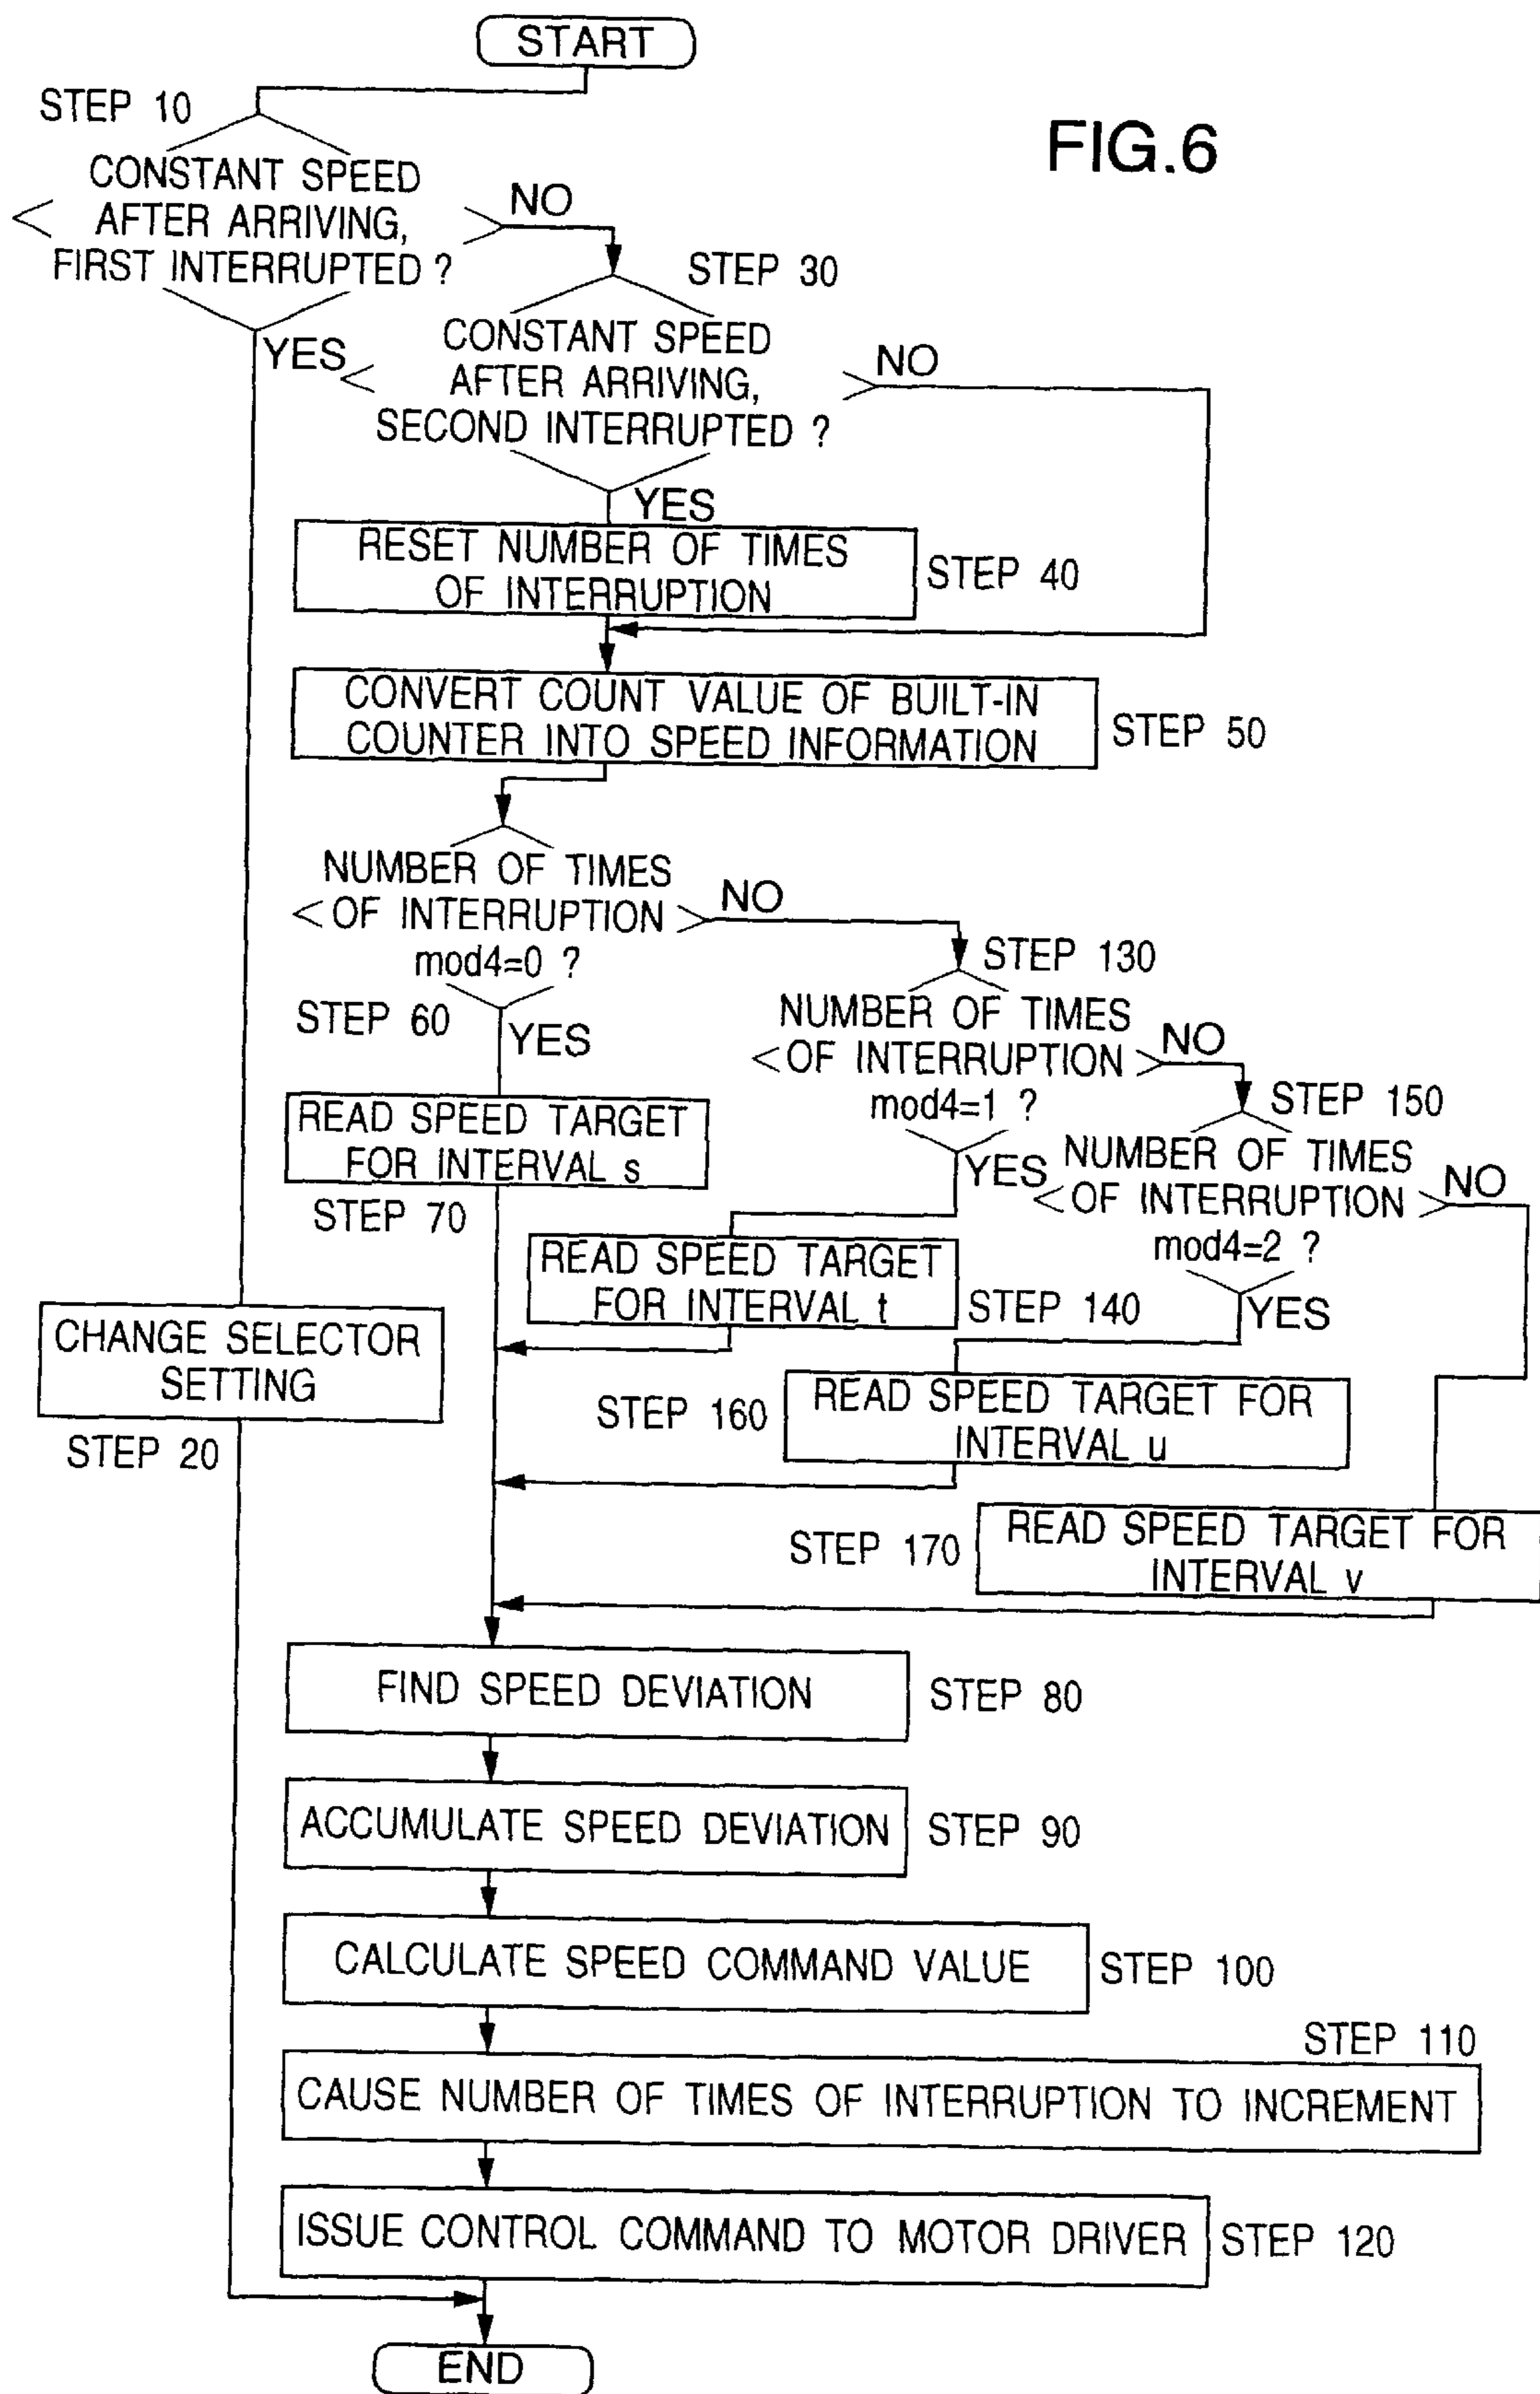 START
FIG.6
STEP 10
CONSTANT SPEED
AFTER ARRIVING,
FIRST INTERRUPTED ?
NO
YES
STEP 30
CONSTANT SPEED
AFTER ARRIVING,
SECOND INTERRUPTED ?
NO
YES
RESET NUMBER OF TIMES
OF INTERRUPTION
STEP 40
CONVERT COUNT VALUE OF BUILT-IN
COUNTER INTO SPEED INFORMATION
STEP 50
NUMBER OF TIMES
OF INTERRUPTION
mod4=0 ?
NO
STEP 60
YES
STEP 130
NUMBER OF TIMES
OF INTERRUPTION
mod4=1 ?
NO
YES
STEP 150
NUMBER OF TIMES
OF INTERRUPTION
mod4=2 ?
NO
YES
READ SPEED TARGET
FOR INTERVAL s
STEP 70
READ SPEED TARGET
FOR INTERVAL t
STEP 140
CHANGE SELECTOR
SETTING
STEP 20
STEP 160
READ SPEED TARGET FOR
INTERVAL u
STEP 170
READ SPEED TARGET FOR
INTERVAL v
FIND SPEED DEVIATION
STEP 80
ACCUMULATE SPEED DEVIATION
STEP 90
CALCULATE SPEED COMMAND VALUE
STEP 100
STEP 110
CAUSE NUMBER OF TIMES OF INTERRUPTION TO INCREMENT
ISSUE CONTROL COMMAND TO MOTOR DRIVER
STEP 120
END